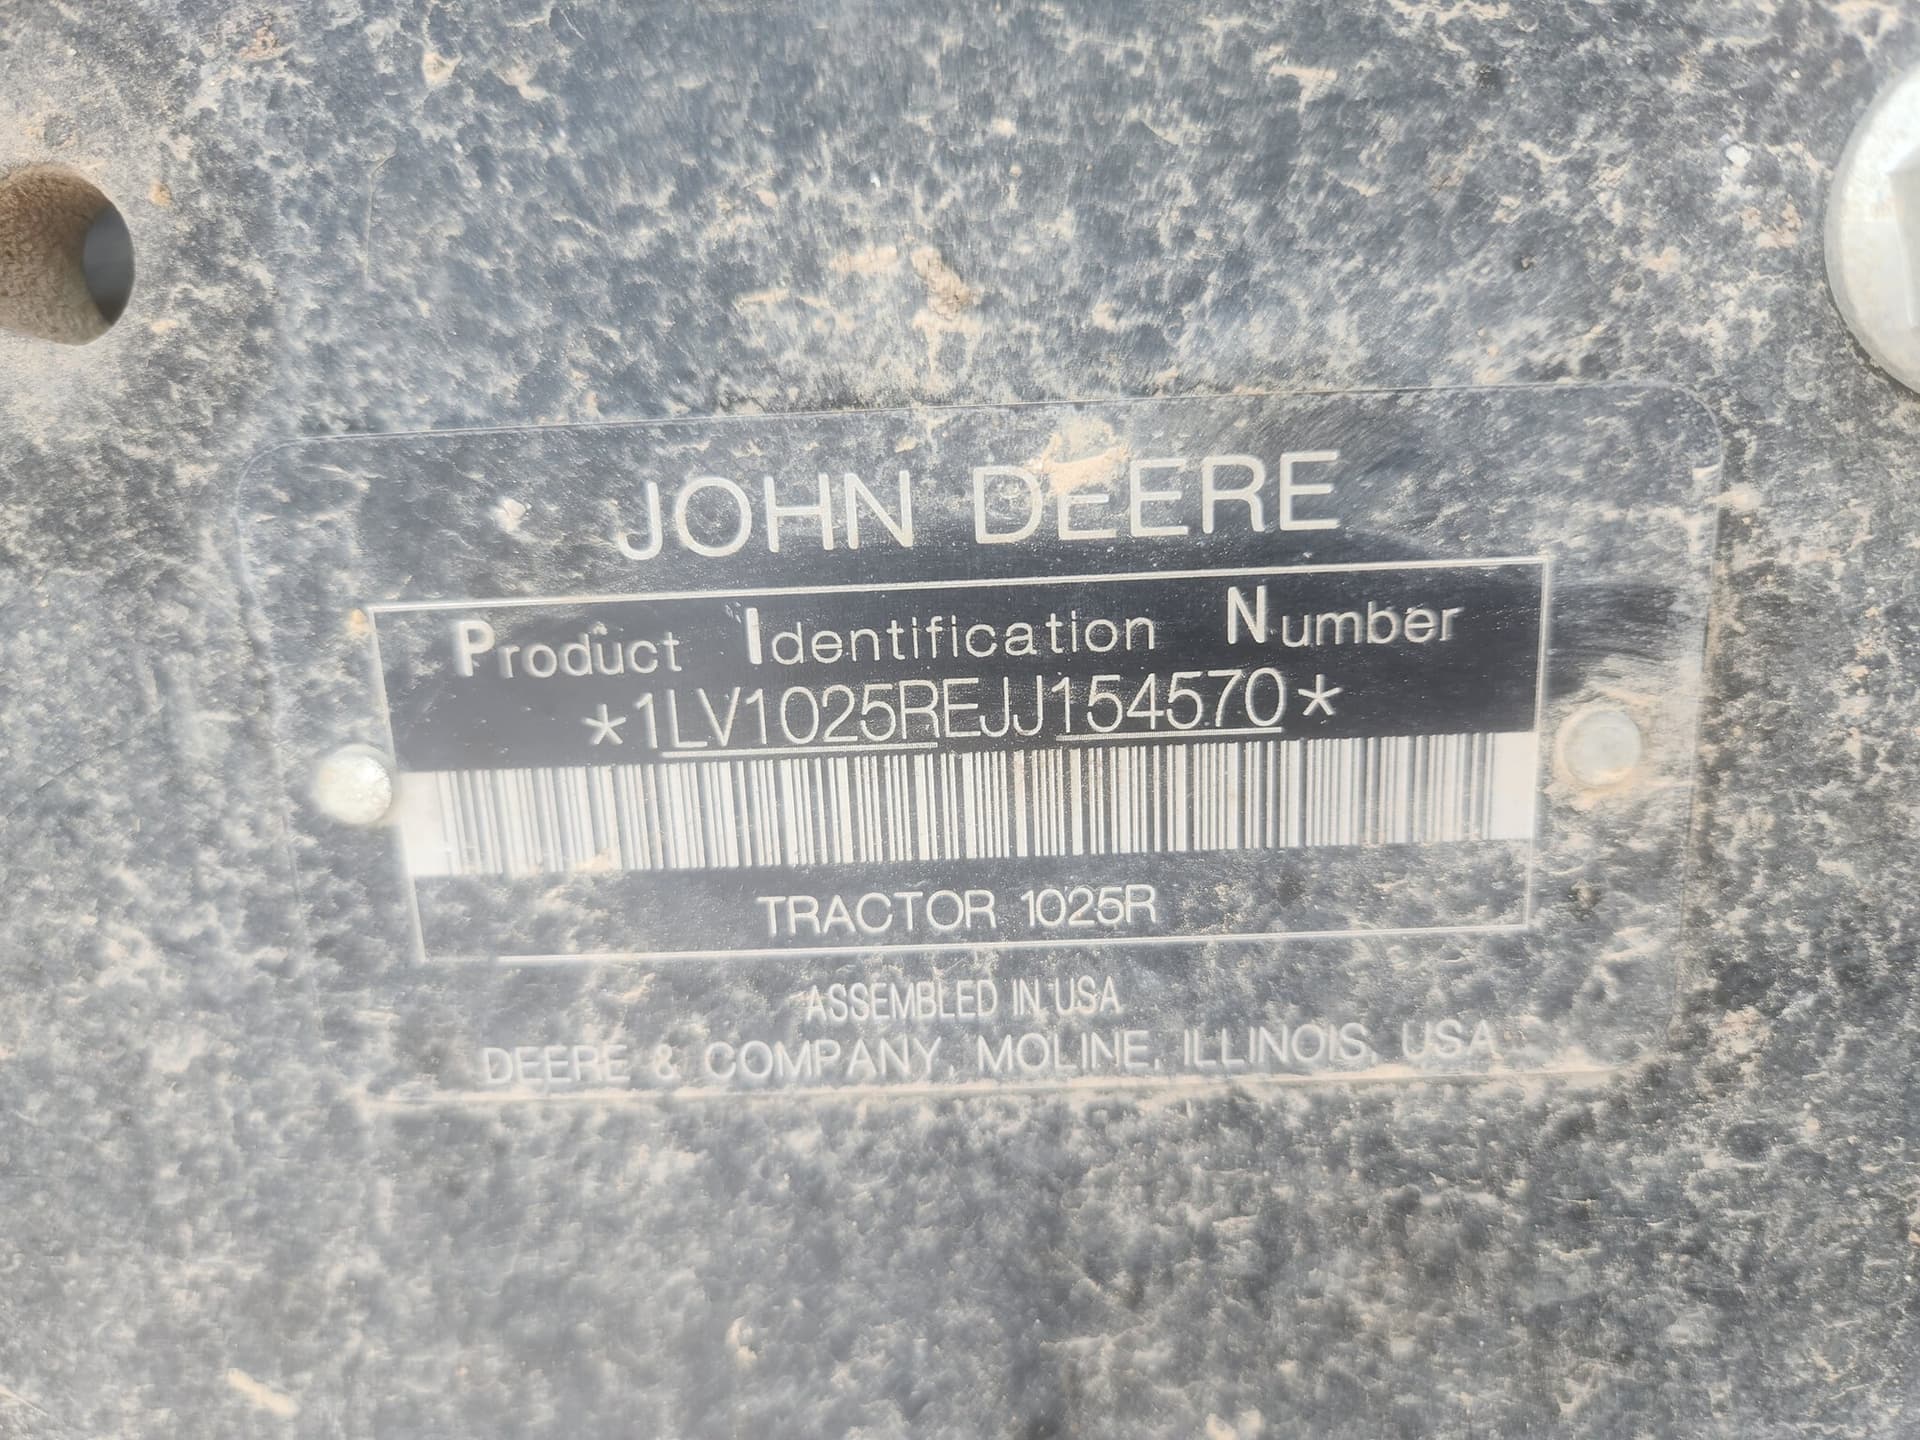 JOHN DEERE
Product Identification Number
*1LV1025REJJ154570*
TRACTOR 1025R
ASSEMBLED IN USA
DEERE & COMPANY, MOLINE, ILLINOIS, USA